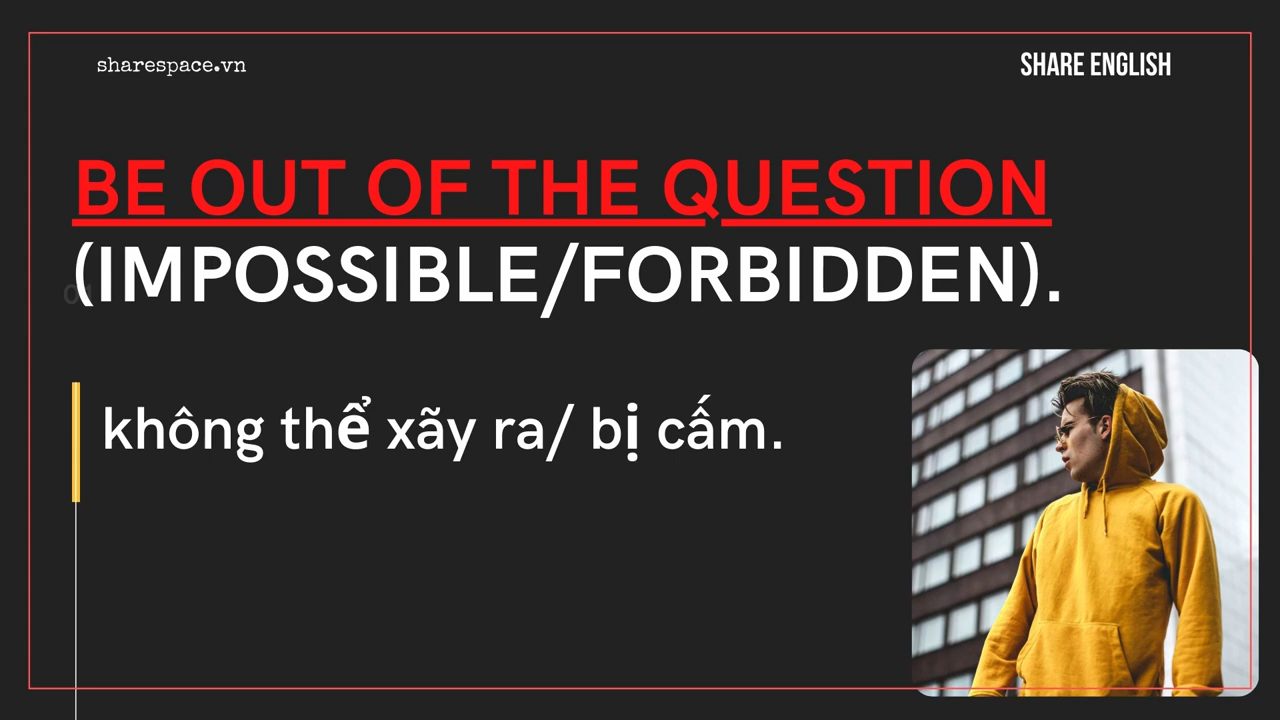 sharespace.vn
SHARE ENGLISH
BE OUT OF THE QUESTION
(IMPOSSIBLE/FORBIDDEN).
không thể xãy ra/ bị cấm.